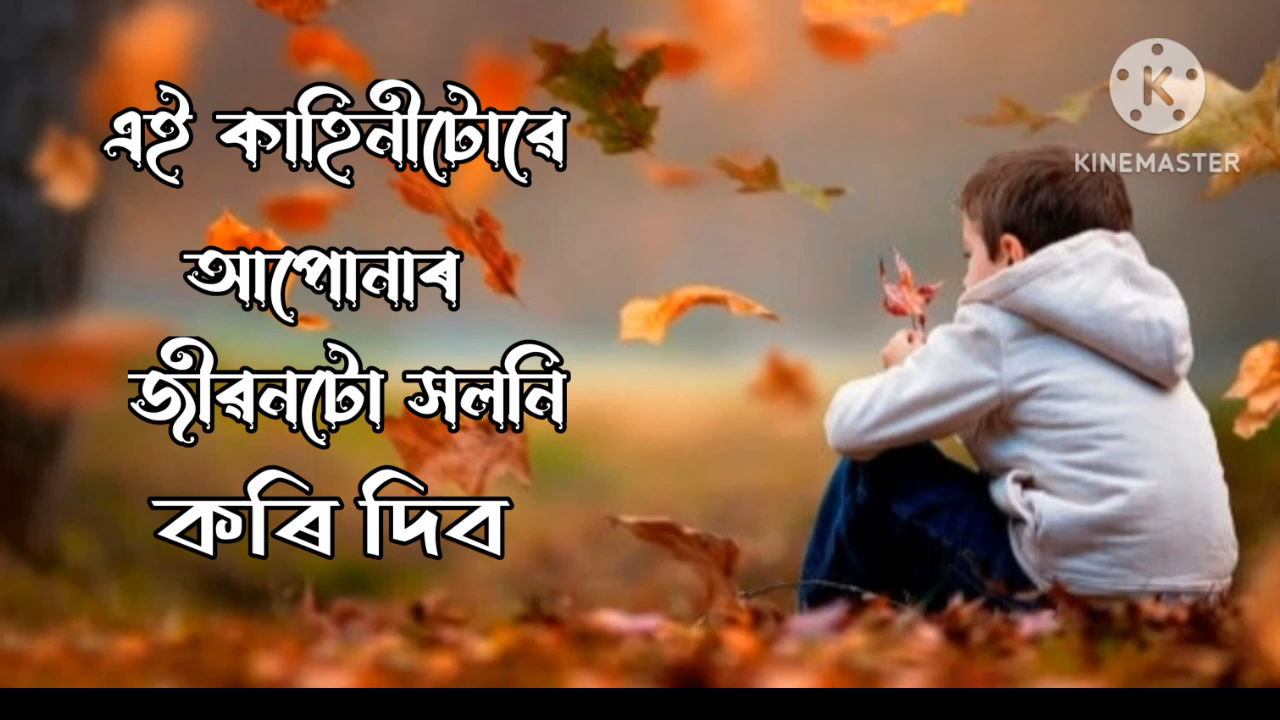 এই কাহিনীটোৱে
আপোনাৰ
জীৱনটো সলনি
কৰি দিব
K
KINEMASTER